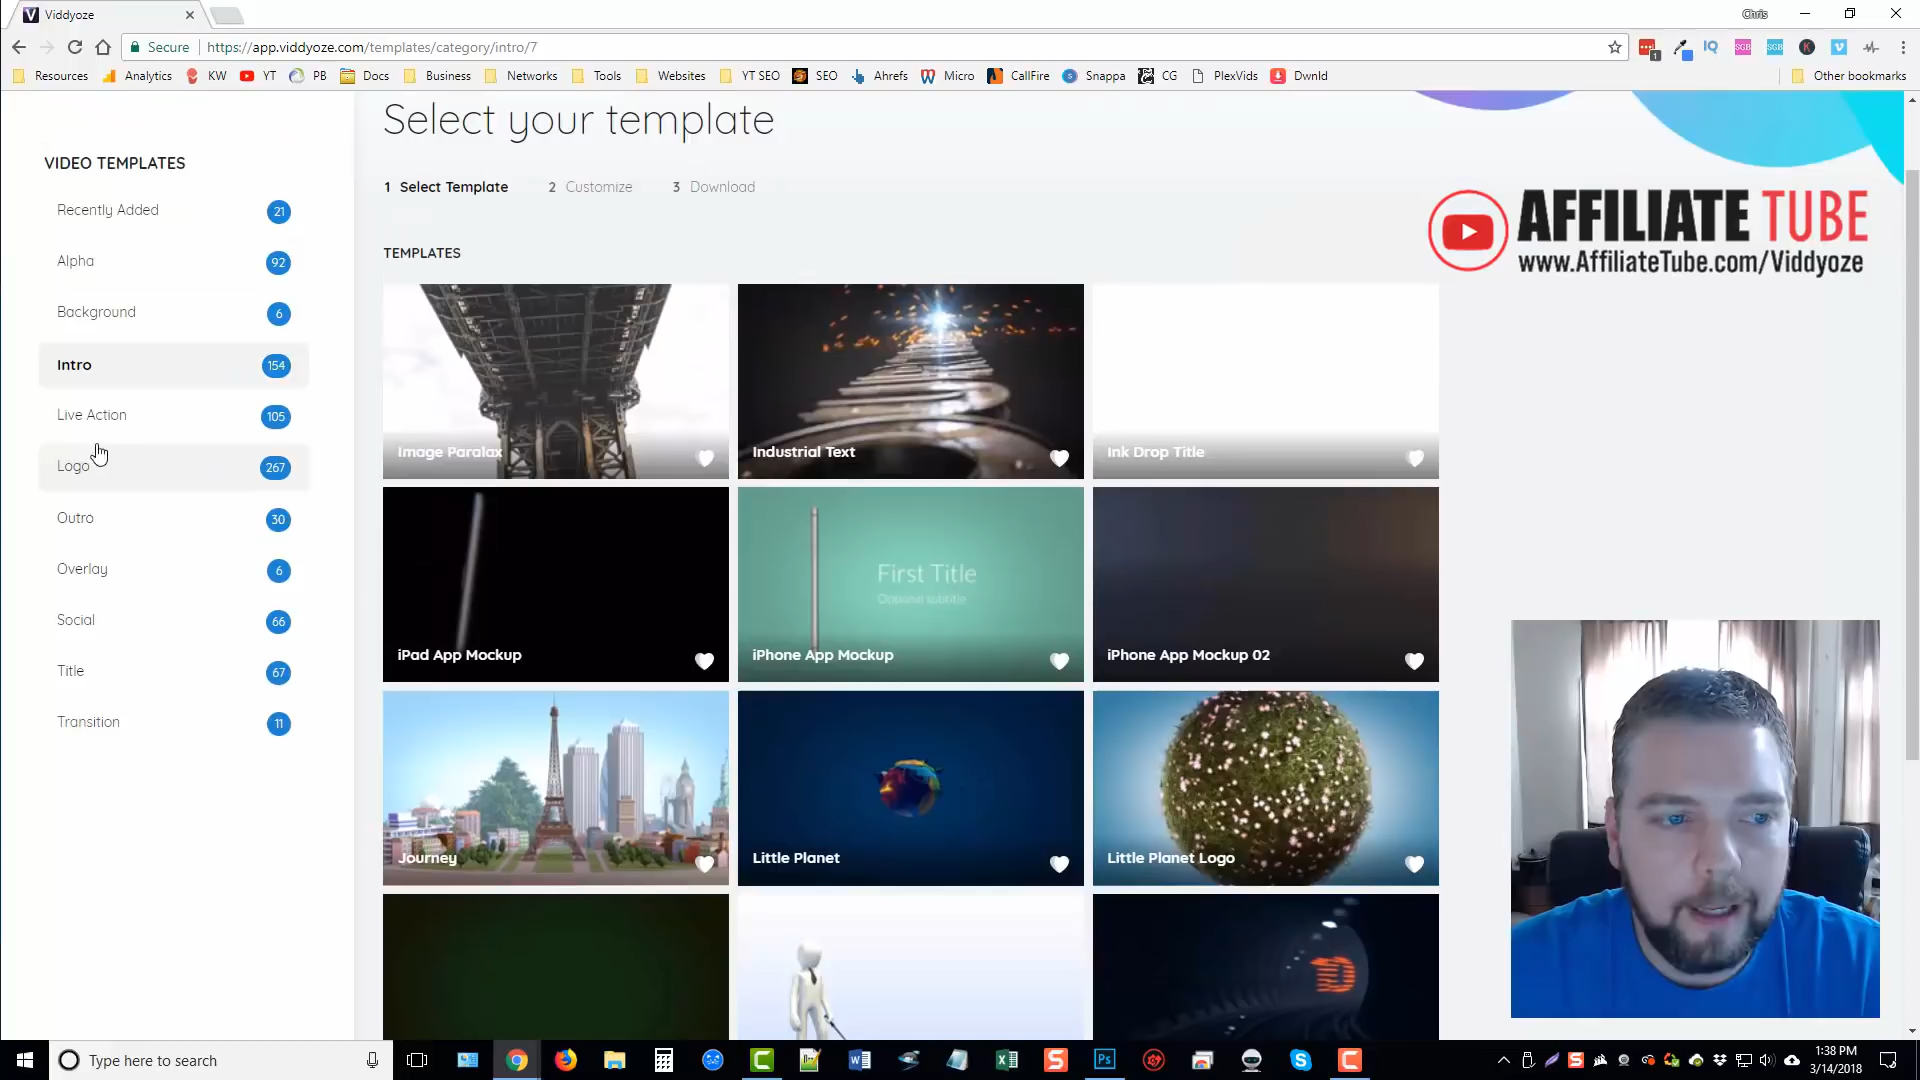 Viddyoze
Chris
Secure https://app.viddyoze.com/templates/category/intro/7
Resources Analytics KW YT PB Docs Business Networks Tools Websites YT SEO SEO Ahrefs Micro CallFire Snappa CG PlexVids Dwnld Other bookmarks
Select your template
VIDEO TEMPLATES
1 Select Template 2 Customize 3 Download
Recently Added 21
Alpha 92
Background 6
Intro 154
Live Action 105
Logo 267
Outro 30
Overlay 6
Social 66
Title 67
Transition 11
TEMPLATES
AFFILIATE TUBE
www.AffiliateTube.com/Viddyoze
Image Paralax
Industrial Text
Ink Drop Title
First Title
Optional subtitle
iPad App Mockup
iPhone App Mockup
iPhone App Mockup 02
Journey
Little Planet
Little Planet Logo
Type here to search
1:38 PM
3/14/2018